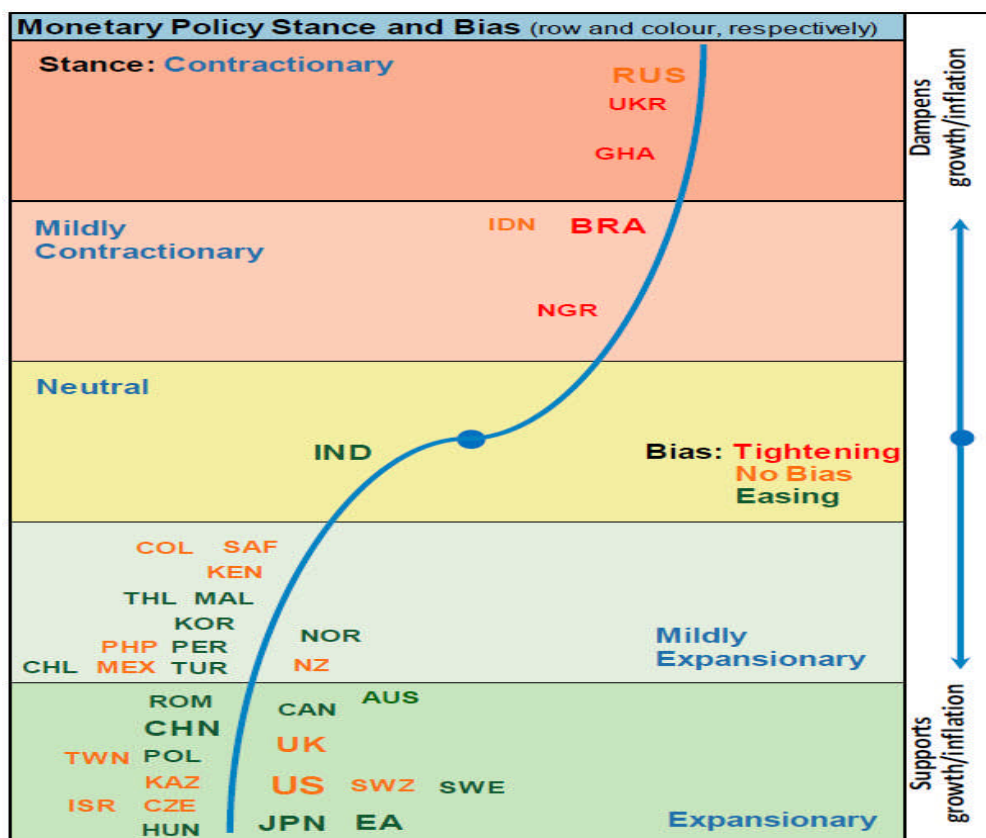 Monetary Policy Stance and Bias (row and colour, respectively)
Stance: Contractionary
RUS
UKR
GHA
Mildly
Contractionary
IDN BRA
NGR
Neutral
IND
Bias: Tightening
No Bias
Easing
COL SAF
KEN
THL MAL
KOR
NOR
PHP PER
CHL MEX TUR
NZ
Mildly
Expansionary
ROM
CAN AUS
CHN
UK
TWN POL
KAZ
US SWZ SWE
ISR CZE
HUN
JPN EA
Expansionary
Dampens
growth/inflation
Supports
growth/inflation